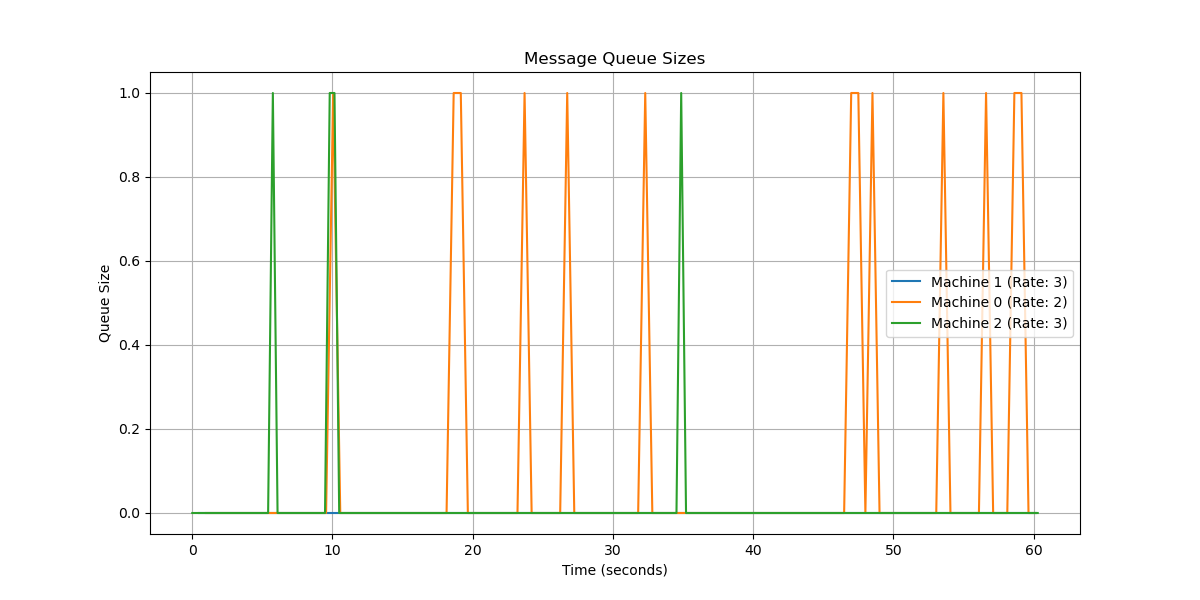 Message Queue Sizes
1.0
0.8
0.6
0.4
0.2
0.0
Queue Size
Machine 1 (Rate: 3)
Machine 0 (Rate: 2)
Machine 2 (Rate: 3)
0 10 20 30 40 50 60
Time (seconds)